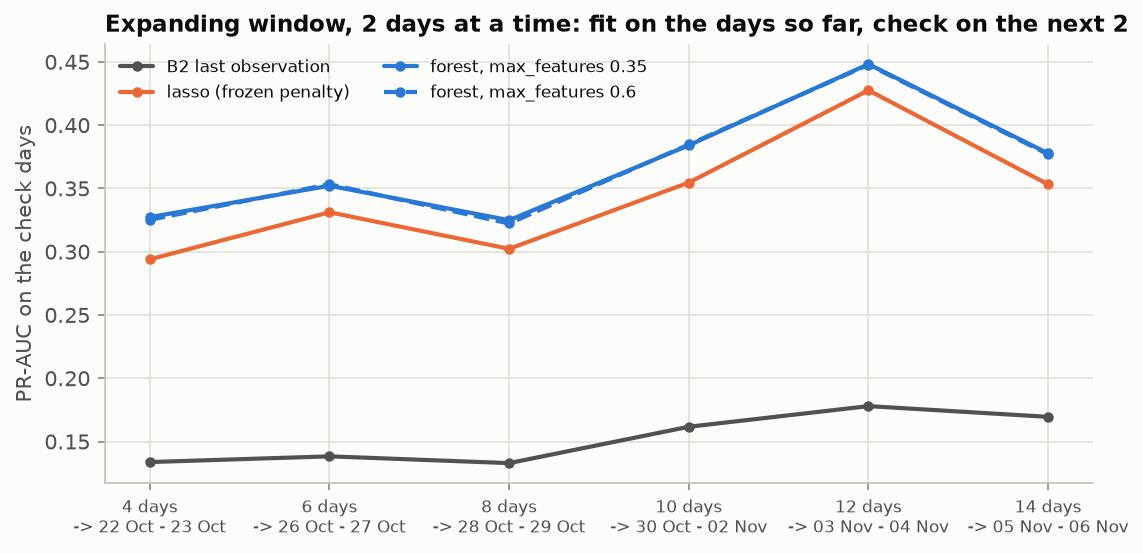 Expanding window, 2 days at a time: fit on the days so far, check on the next 2
B2 last observation
lasso (frozen penalty)
forest, max_features 0.35
forest, max_features 0.6
PR-AUC on the check days
0.45
0.40
0.35
0.30
0.25
0.20
0.15
4 days
-> 22 Oct - 23 Oct
6 days
-> 26 Oct - 27 Oct
8 days
-> 28 Oct - 29 Oct
10 days
-> 30 Oct - 02 Nov
12 days
-> 03 Nov - 04 Nov
14 days
-> 05 Nov - 06 Nov